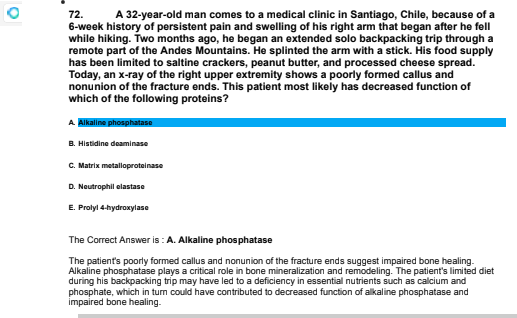 72. A 32-year-old man comes to a medical clinic in Santiago, Chile, because of a
6-week history of persistent pain and swelling of his right arm that began after he fell
while hiking. Two months ago, he began an extended solo backpacking trip through a
remote part of the Andes Mountains. He splinted the arm with a stick. His food supply
has been limited to saltine crackers, peanut butter, and processed cheese spread.
Today, an x-ray of the right upper extremity shows a poorly formed callus and
nonunion of the fracture ends. This patient most likely has decreased function of
which of the following proteins?
A. Alkaline phosphatase
B. Histidine deaminase
C. Matrix metalloproteinase
D. Neutrophil elastase
E. Prolyl 4-hydroxylase
The Correct Answer is : A. Alkaline phosphatase
The patient's poorly formed callus and nonunion of the fracture ends suggest impaired bone healing.
Alkaline phosphatase plays a critical role in bone mineralization and remodeling. The patient's limited diet
during his backpacking trip may have led to a deficiency in essential nutrients such as calcium and
phosphate, which in turn could have contributed to decreased function of alkaline phosphatase and
impaired bone healing.